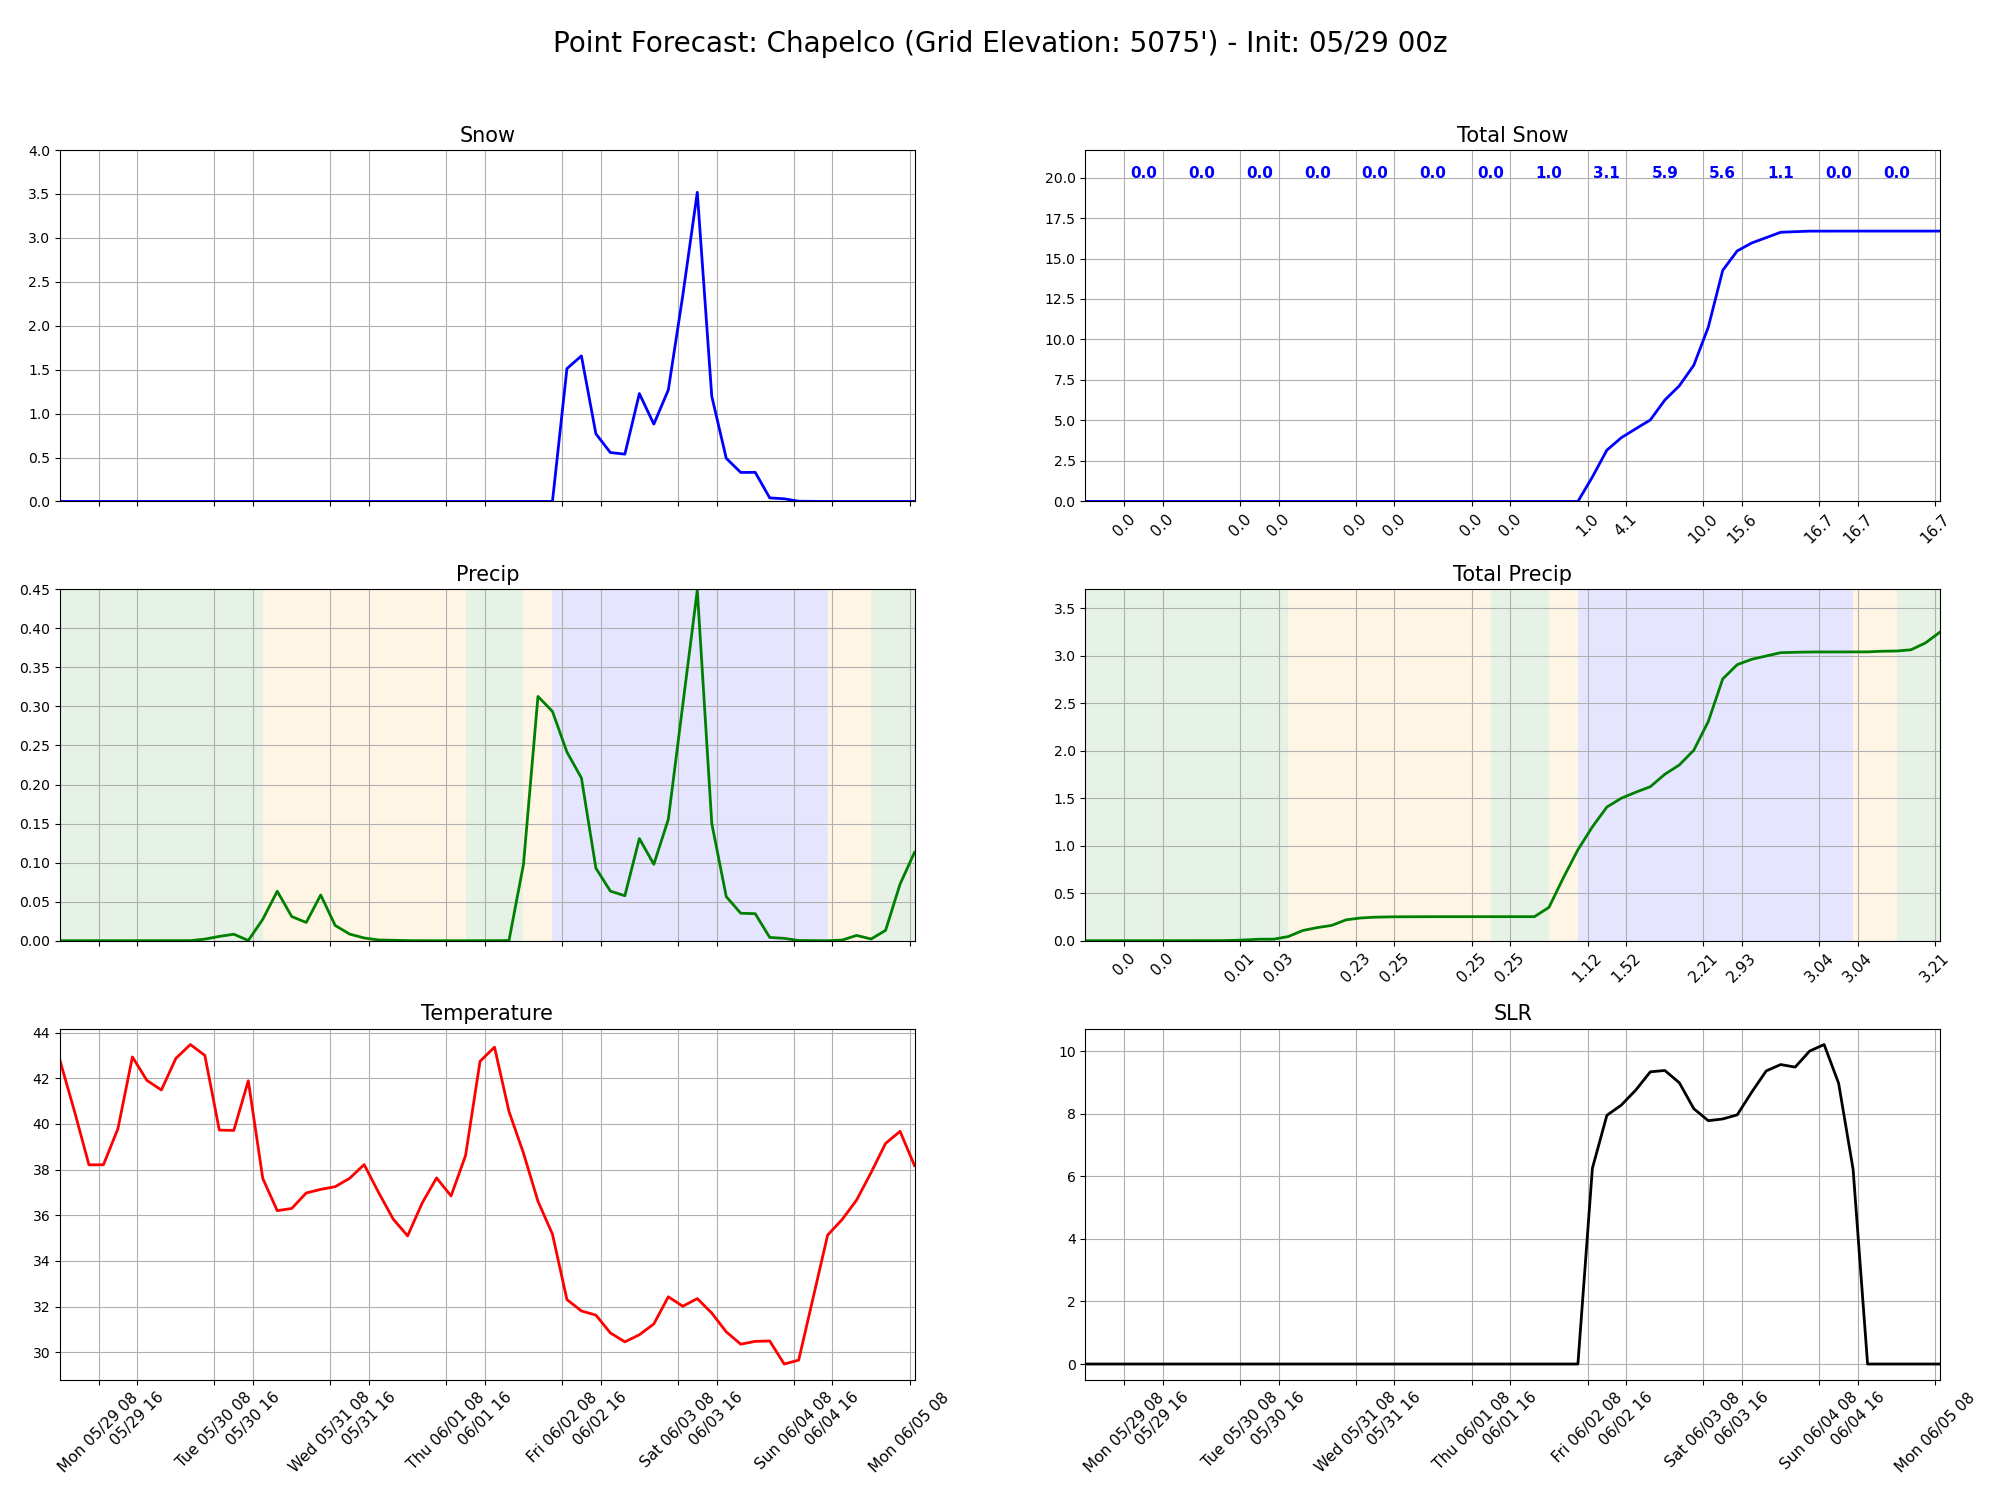 Point Forecast: Chapelco (Grid Elevation: 5075') - Init: 05/29 00z
Snow
4.0
3.5
3.0
2.5
2.0
1.5
1.0
0.5
0.0
Total Snow
0.0 0.0 0.0 0.0 0.0 0.0 0.0 1.0 3.1 5.9 5.6 1.1 0.0 0.0
20.0
17.5
15.0
12.5
10.0
7.5
5.0
2.5
0.0
0.0 0.0 0.0 0.0 0.0 0.0 0.0 0.0 1.0 4.1 10.0 15.6 16.7 16.7 16.7
Precip
0.45
0.40
0.35
0.30
0.25
0.20
0.15
0.10
0.05
0.00
Total Precip
3.5
3.0
2.5
2.0
1.5
1.0
0.5
0.0
0.0 0.0 0.01 0.03 0.23 0.25 0.25 0.25 1.12 1.52 2.21 2.93 3.04 3.04 3.21
Temperature
44
42
40
38
36
34
32
30
Mon 05/29 08
05/29 16
Tue 05/30 08
05/30 16
Wed 05/31 08
05/31 16
Thu 06/01 08
06/01 16
Fri 06/02 08
06/02 16
Sat 06/03 08
06/03 16
Sun 06/04 08
06/04 16
Mon 06/05 08
SLR
10
8
6
4
2
0
Mon 05/29 08
05/29 16
Tue 05/30 08
05/30 16
Wed 05/31 08
05/31 16
Thu 06/01 08
06/01 16
Fri 06/02 08
06/02 16
Sat 06/03 08
06/03 16
Sun 06/04 08
06/04 16
Mon 06/05 08